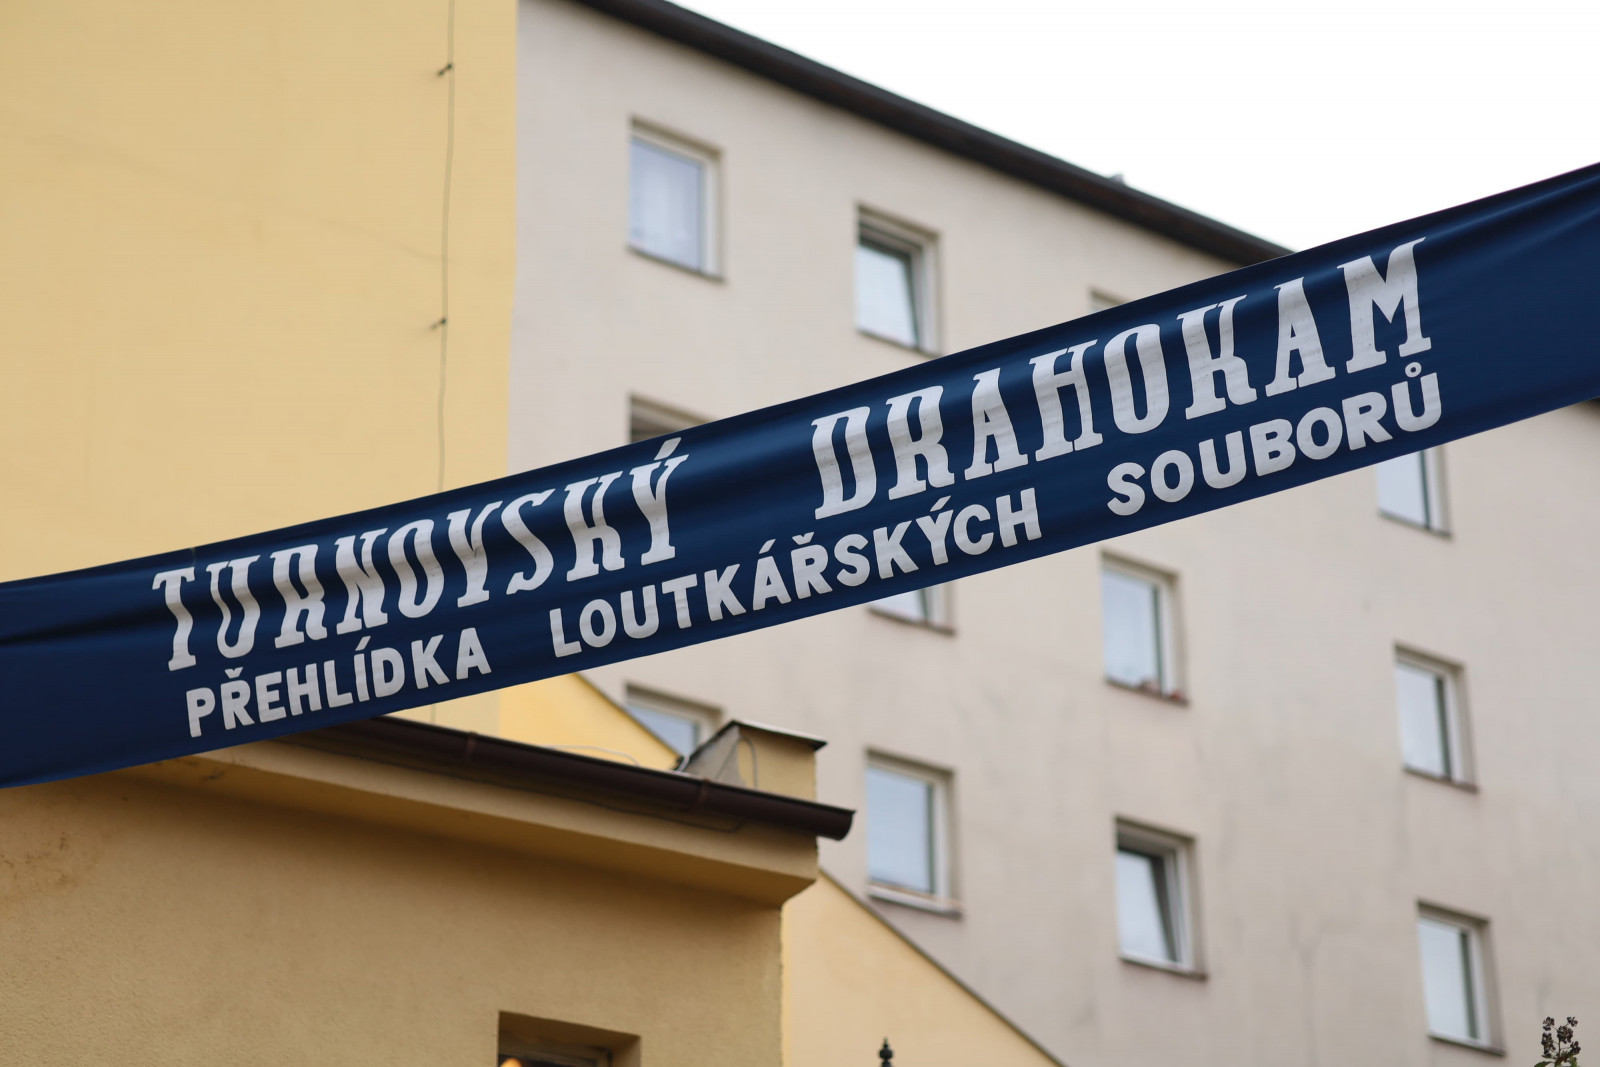 TURNOVSKÝ DRAHOKAM
PŘEHLÍDKA LOUTKÁŘSKÝCH SOUBORŮ